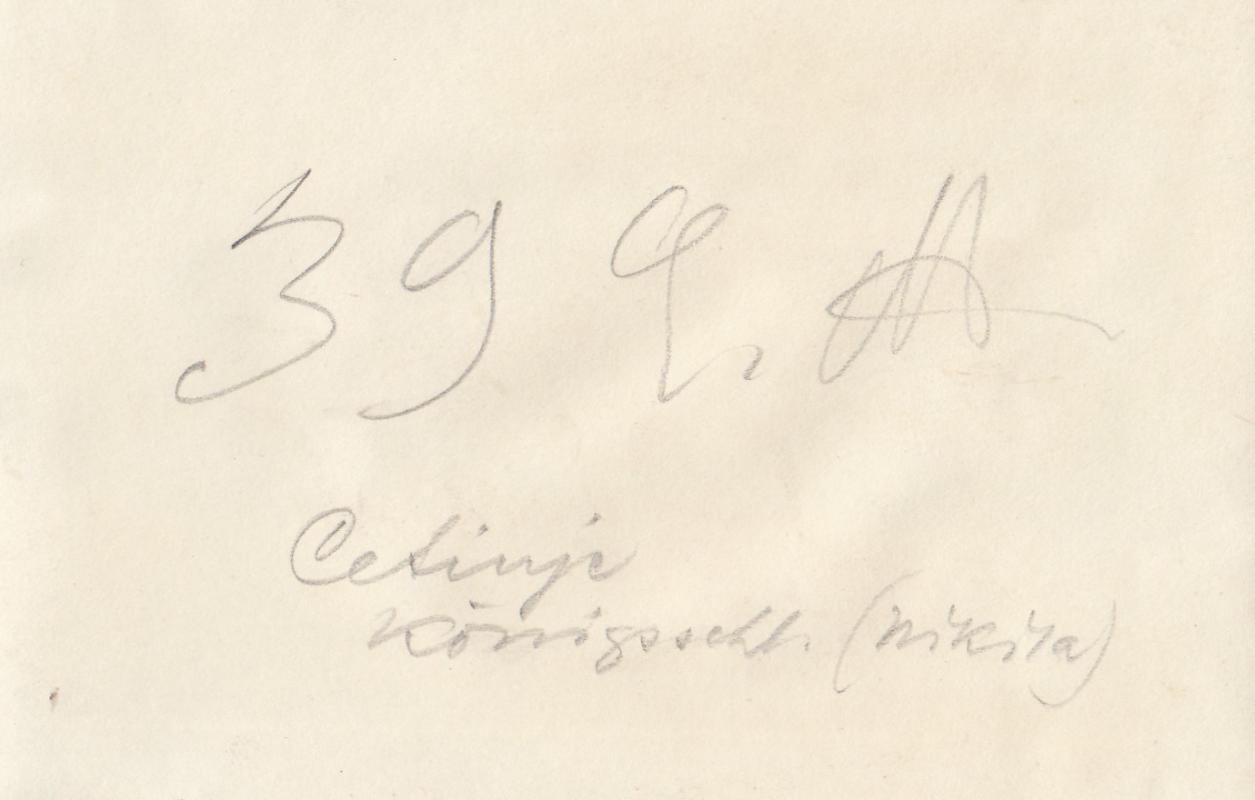 39
Cetinje
Königsschl. (Nikita)